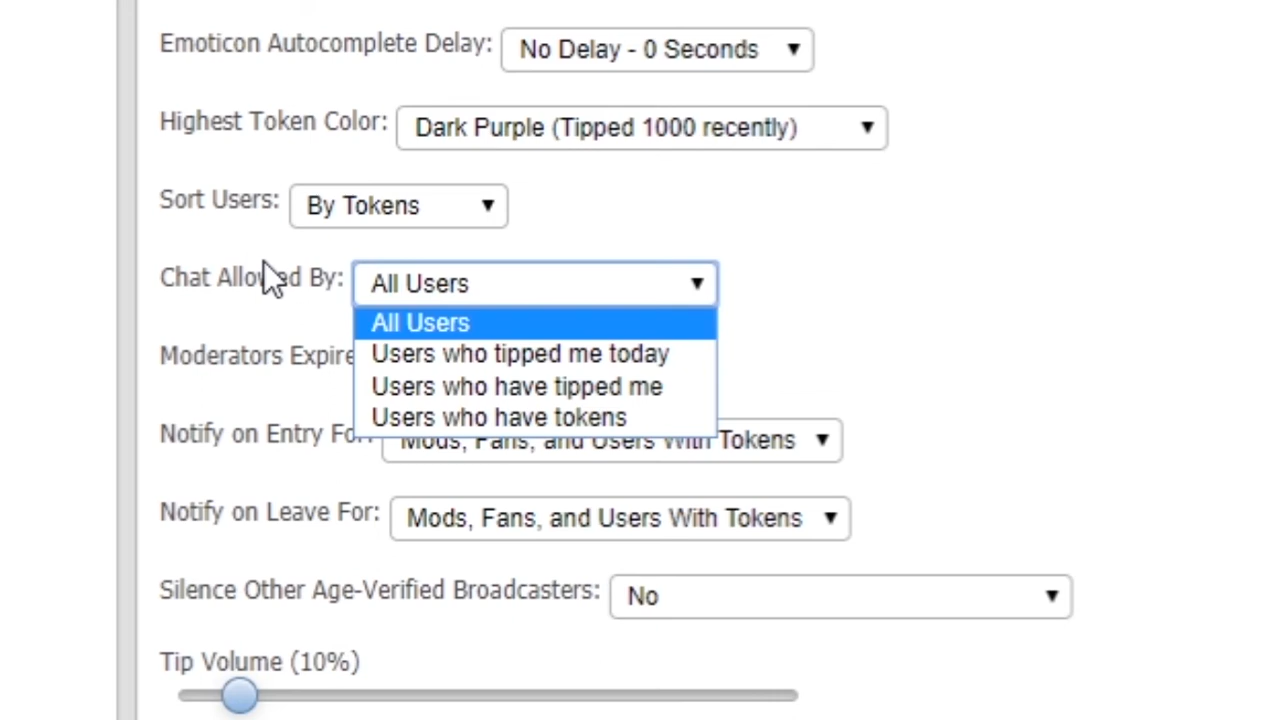 Emoticon Autocomplete Delay: No Delay - 0 Seconds
Highest Token Color: Dark Purple (Tipped 1000 recently)
Sort Users: By Tokens
Chat Allowed By: All Users
All Users
Users who tipped me today
Moderators Expire
Users who have tipped me
Users who have tokens
Notify on Entry For: Mods, Fans, and Users With Tokens
Notify on Leave For: Mods, Fans, and Users With Tokens
Silence Other Age-Verified Broadcasters: No
Tip Volume (10%)